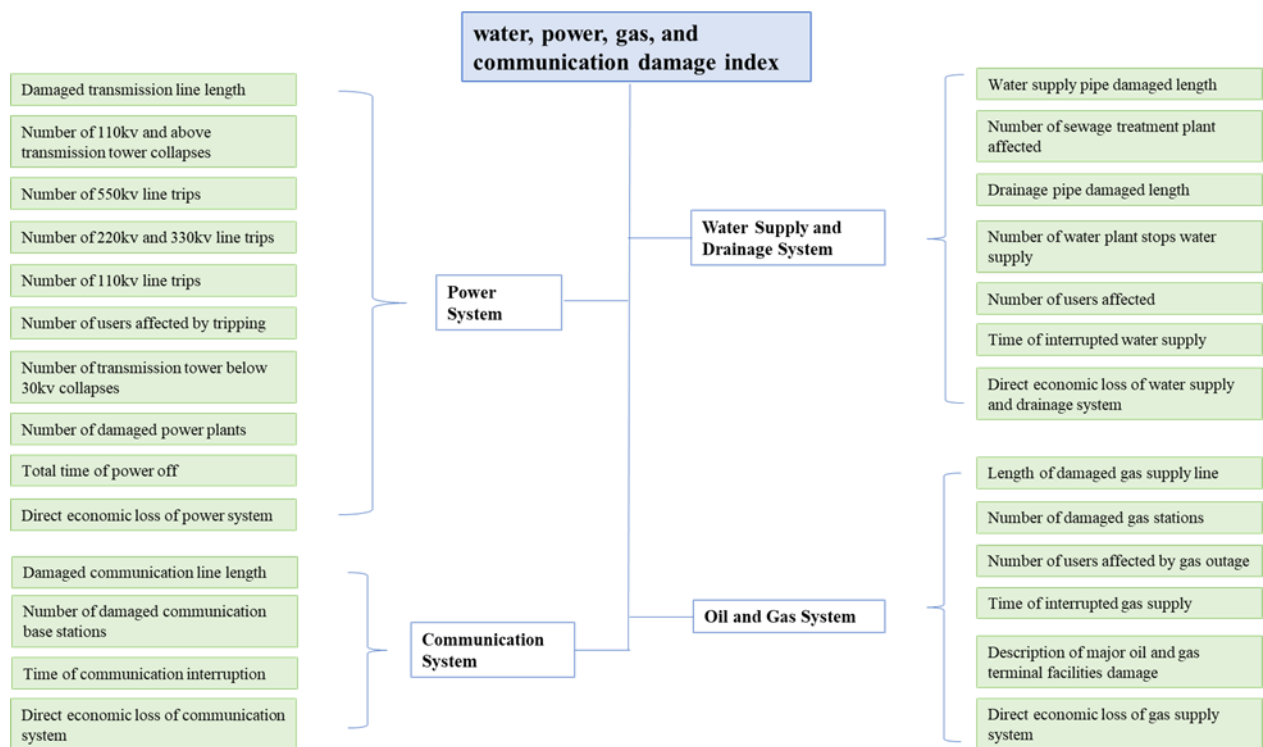 water, power, gas, and
communication damage index
Damaged transmission line length
Number of 110kv and above
transmission tower collapses
Number of 550kv line trips
Number of 220kv and 330kv line trips
Number of 110kv line trips
Number of users affected by tripping
Number of transmission tower below
30kv collapses
Number of damaged power plants
Total time of power off
Direct economic loss of power system
Power
System
Damaged communication line length
Number of damaged communication
base stations
Time of communication interruption
Direct economic loss of communication
system
Communication
System
Water Supply and
Drainage System
Water supply pipe damaged length
Number of sewage treatment plant
affected
Drainage pipe damaged length
Number of water plant stops water
supply
Number of users affected
Time of interrupted water supply
Direct economic loss of water supply
and drainage system
Oil and Gas System
Length of damaged gas supply line
Number of damaged gas stations
Number of users affected by gas outage
Time of interrupted gas supply
Description of major oil and gas
terminal facilities damage
Direct economic loss of gas supply
system